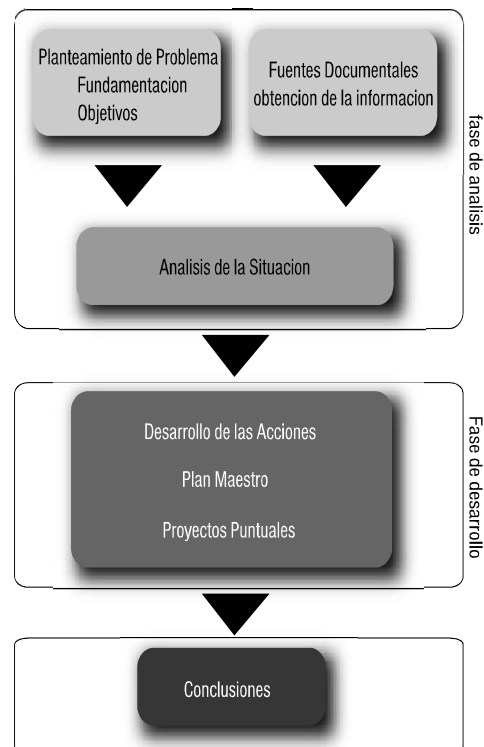 Planteamiento de Problema
Fundamentacion
Objetivos
Fuentes Documentales
obtencion de la informacion
fase de analisis
Analisis de la Situacion
Desarrollo de las Acciones
Plan Maestro
Proyectos Puntuales
Fase de desarrollo
Conclusiones